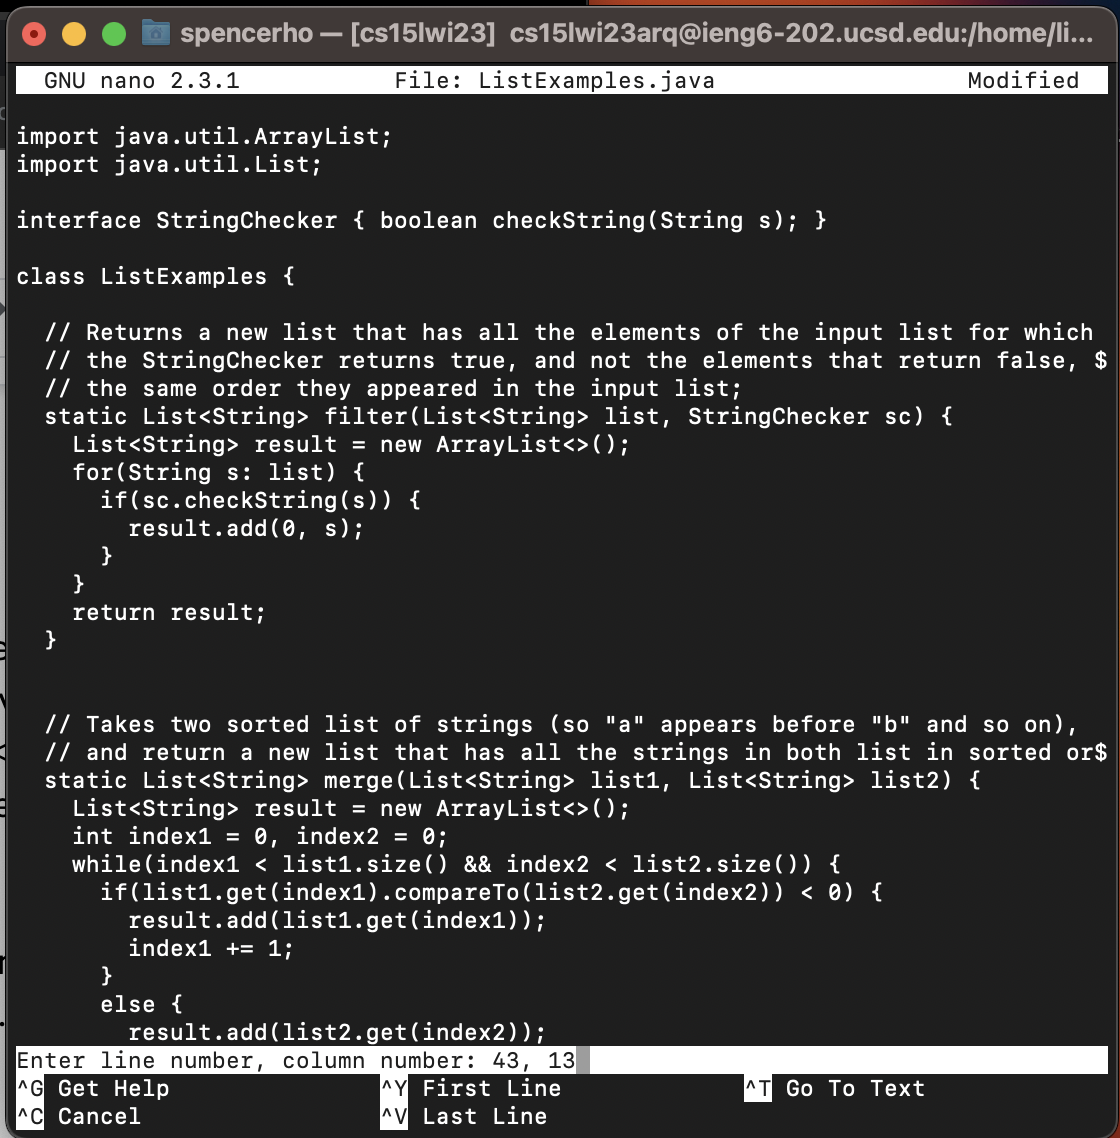 spencerho — [cs15lwi23] cs15lwi23arq@ieng6-202.ucsd.edu:/home/li...
GNU nano 2.3.1 File: ListExamples.java Modified
import java.util.ArrayList;
import java.util.List;
interface StringChecker { boolean checkString(String s); }
class ListExamples {
// Returns a new list that has all the elements of the input list for which
// the StringChecker returns true, and not the elements that return false, $
// the same order they appeared in the input list;
static List<String> filter(List<String> list, StringChecker sc) {
List<String> result = new ArrayList<>();
for(String s: list) {
if(sc.checkString(s)) {
result.add(0, s);
}
}
return result;
}
// Takes two sorted list of strings (so "a" appears before "b" and so on),
// and return a new list that has all the strings in both list in sorted or$
static List<String> merge(List<String> list1, List<String> list2) {
List<String> result = new ArrayList<>();
int index1 = 0, index2 = 0;
while(index1 < list1.size() && index2 < list2.size()) {
if(list1.get(index1).compareTo(list2.get(index2)) < 0) {
result.add(list1.get(index1));
index1 += 1;
}
else {
result.add(list2.get(index2));
Enter line number, column number: 43, 13
^G Get Help ^Y First Line ^T Go To Text
^C Cancel ^V Last Line